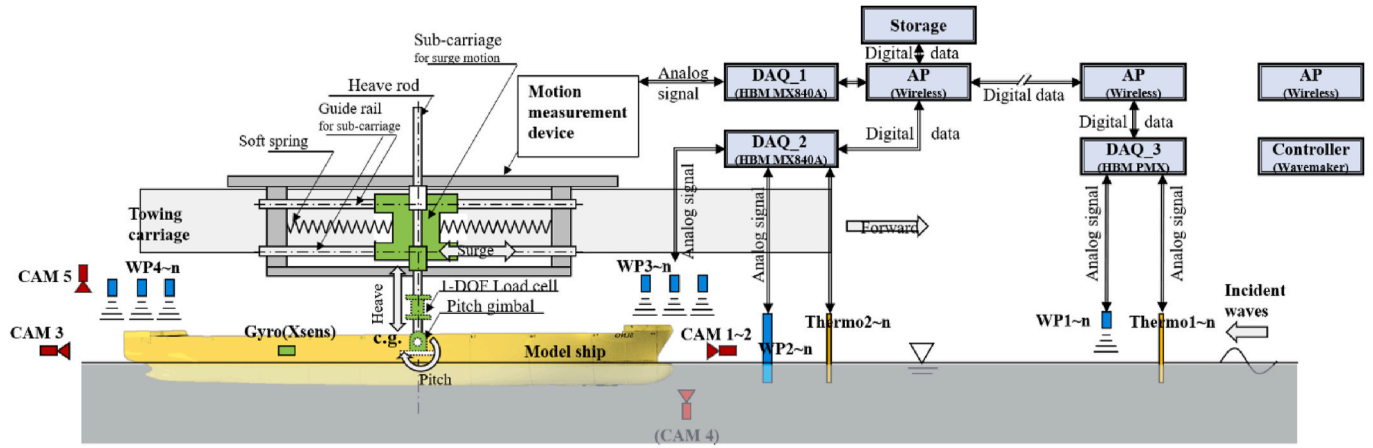 Sub-carriage
for surge motion
Heave rod
Guide rail
for sub-carriage
Soft spring
Motion
measurement
device
Analog
signal
DAQ_1
(HBM MX840A)
Storage
Digital data
AP
(Wireless)
Digital data
AP
(Wireless)
AP
(Wireless)
DAQ_2
(HBM MX840A)
Digital data
Digital data
DAQ_3
(HBM PMX)
Controller
(Wavemaker)
Analog signal
Analog signal
Analog signal
Analog signal
Analog signal
Towing
carriage
Surge
Forward
CAM 5
WP4~n
WP3~n
Heave
1-DOF Load cell
Pitch gimbal
CAM 3
Gyro(Xsens)
c.g.
Model ship
Pitch
CAM 1~2
WP2~n
Thermo2~n
WP1~n
Thermo1~n
Incident
waves
(CAM 4)